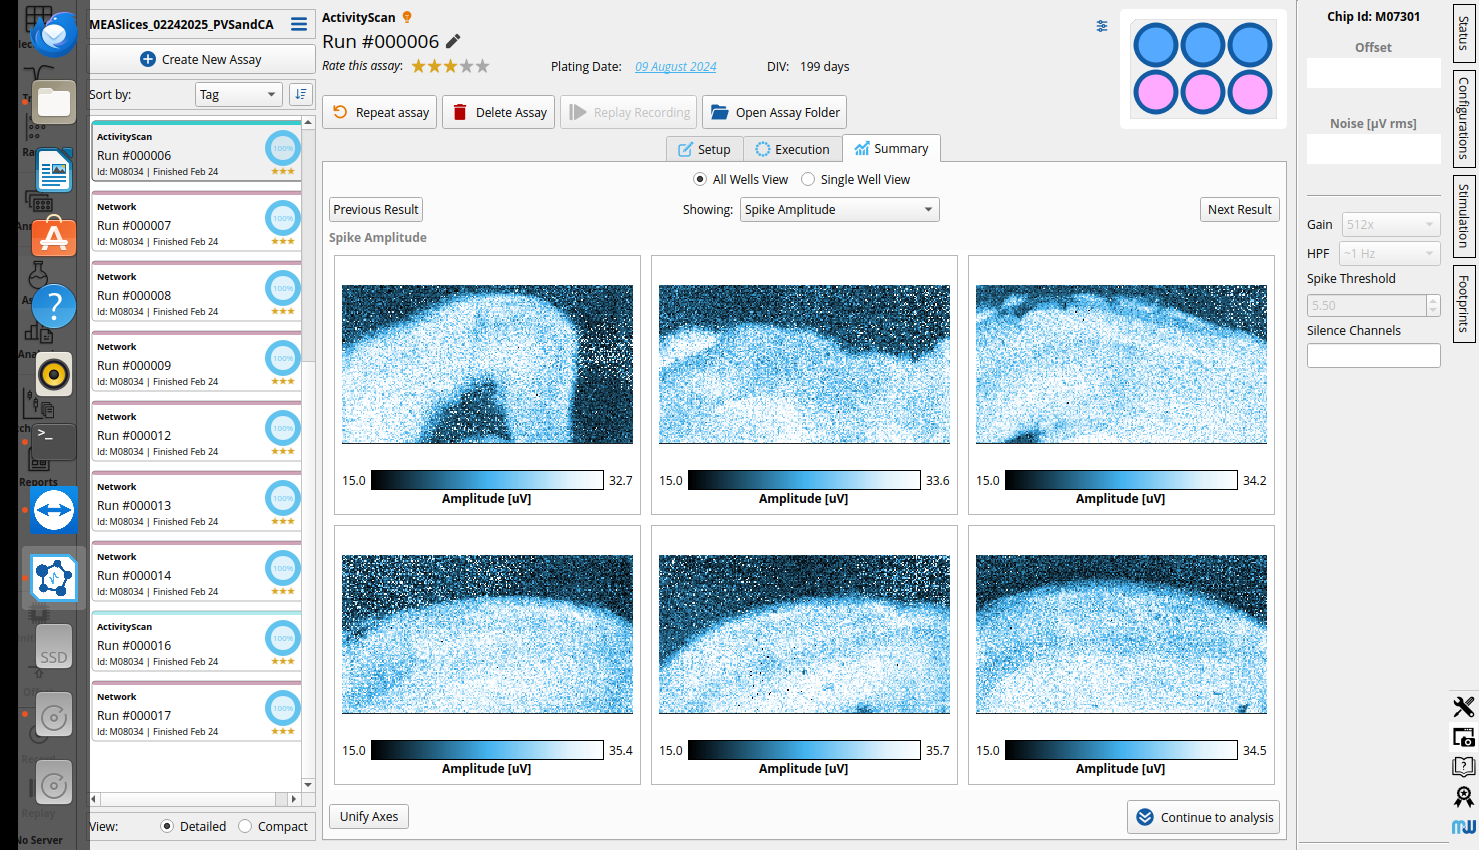 MEASlices_02242025_PVSandCA
Create New Assay
Sort by:
Tag
ActivityScan
Run #000006
Id: M08034 | Finished Feb 24
100%
Network
Run #000007
Id: M08034 | Finished Feb 24
100%
Network
Run #000008
Id: M08034 | Finished Feb 24
100%
Network
Run #000009
Id: M08034 | Finished Feb 24
100%
Network
Run #000012
Id: M08034 | Finished Feb 24
100%
Network
Run #000013
Id: M08034 | Finished Feb 24
100%
Network
Run #000014
Id: M08034 | Finished Feb 24
100%
ActivityScan
Run #000016
Id: M08034 | Finished Feb 24
100%
Network
Run #000017
Id: M08034 | Finished Feb 24
100%
View:
Detailed
Compact
Reports
SSD
Replay
No Server
ActivityScan
Run #000006
Rate this assay:
Plating Date:
09 August 2024
DIV:
199 days
Repeat assay
Delete Assay
Replay Recording
Open Assay Folder
Setup
Execution
Summary
All Wells View
Single Well View
Previous Result
Showing:
Spike Amplitude
Next Result
Spike Amplitude
15.0
32.7
Amplitude [uV]
15.0
33.6
Amplitude [uV]
15.0
34.2
Amplitude [uV]
15.0
35.4
Amplitude [uV]
15.0
35.7
Amplitude [uV]
15.0
34.5
Amplitude [uV]
Unify Axes
Continue to analysis
Chip Id: M07301
Offset
Noise [µV rms]
Gain
512x
HPF
~1 Hz
Spike Threshold
5.50
Silence Channels
Status
Configurations
Stimulation
Footprints